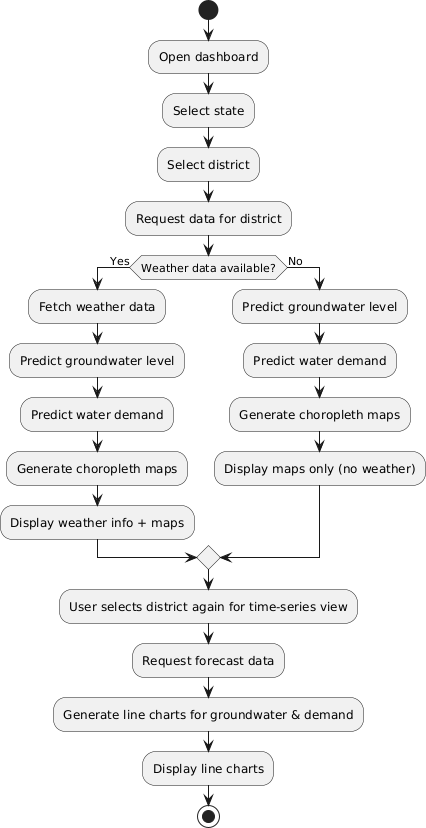 Open dashboard
Select state
Select district
Request data for district
Weather data available?
Yes
No
Fetch weather data
Predict groundwater level
Predict water demand
Generate choropleth maps
Display weather info + maps
Predict groundwater level
Predict water demand
Generate choropleth maps
Display maps only (no weather)
User selects district again for time-series view
Request forecast data
Generate line charts for groundwater & demand
Display line charts